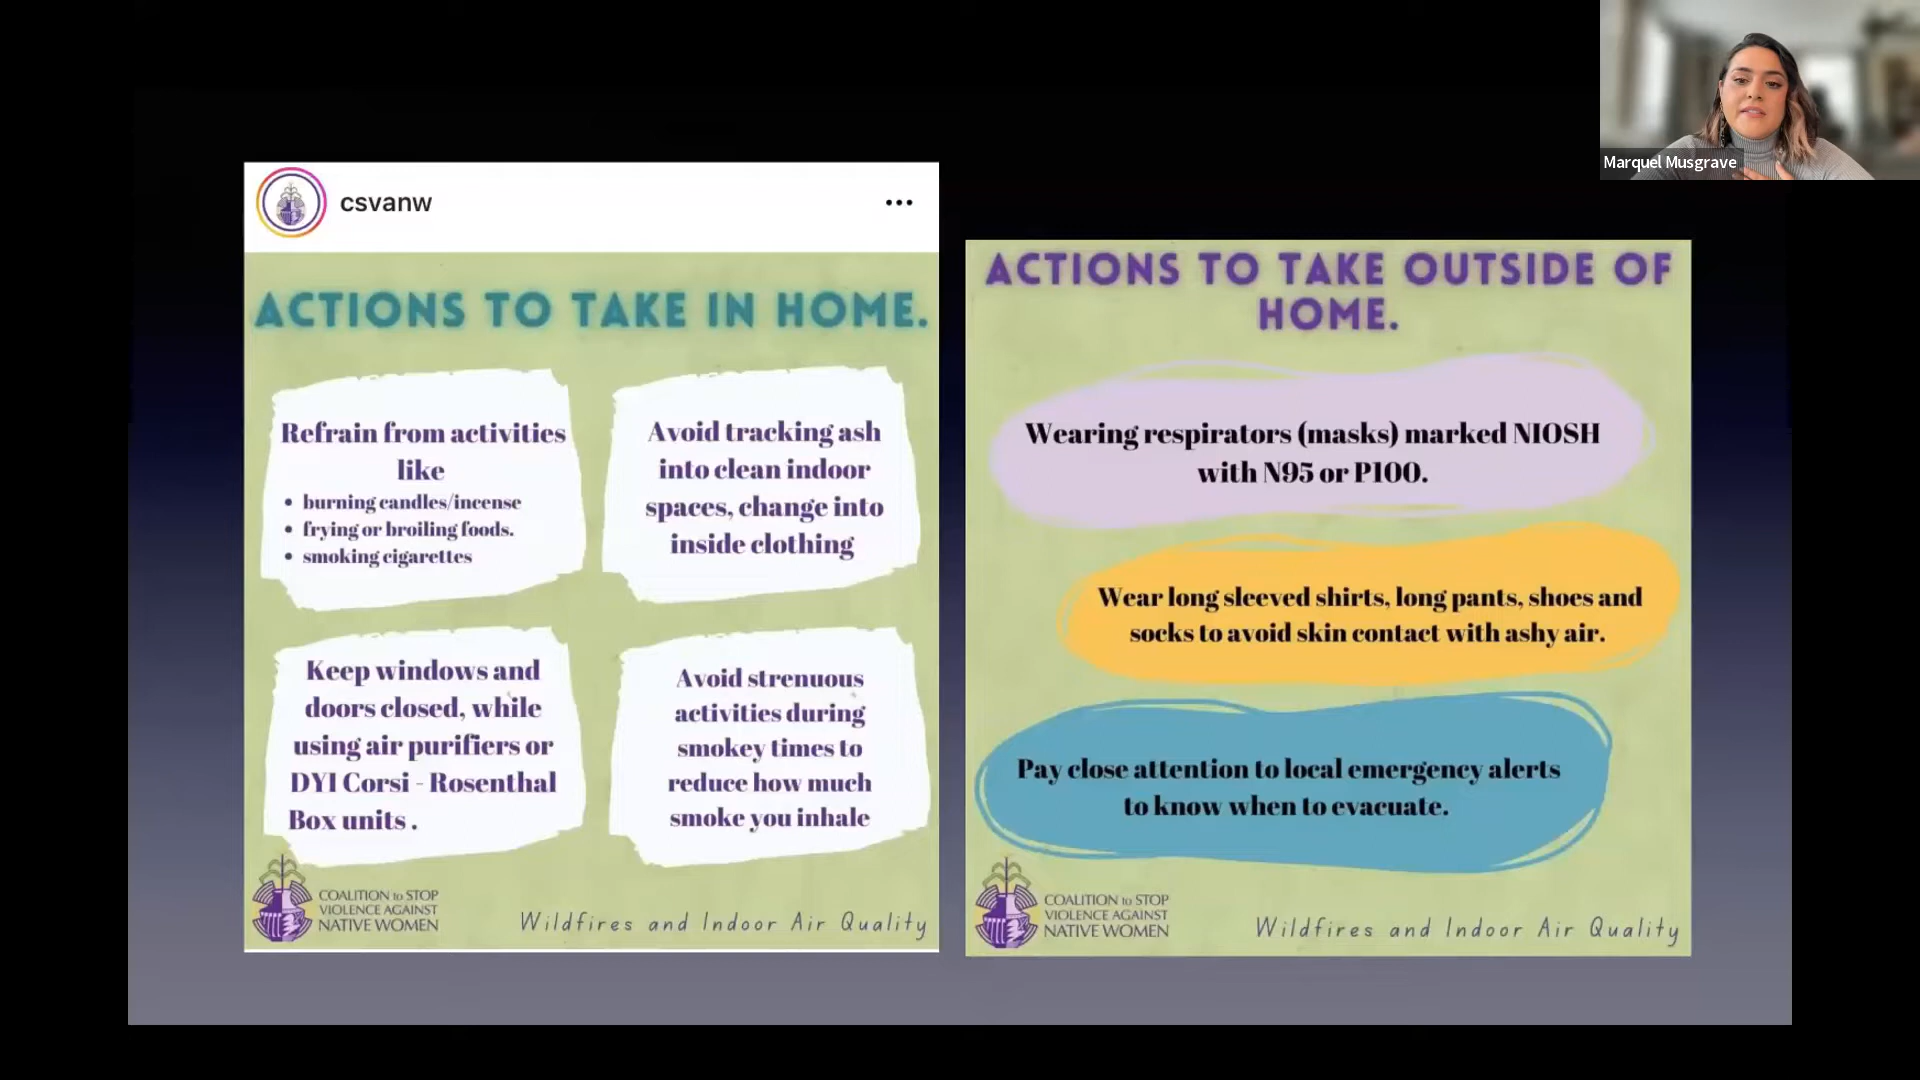 Marquel Musgrave
csvanw
ACTIONS TO TAKE IN HOME.
Refrain from activities
like
• burning candles/incense
• frying or broiling foods.
• smoking cigarettes
Avoid tracking ash
into clean indoor
spaces, change into
inside clothing
Keep windows and
doors closed, while
using air purifiers or
DYI Corsi - Rosenthal
Box units .
Avoid strenuous
activities during
smokey times to
reduce how much
smoke you inhale
COALITION to STOP
VIOLENCE AGAINST
NATIVE WOMEN
Wildfires and Indoor Air Quality
ACTIONS TO TAKE OUTSIDE OF
HOME.
Wearing respirators (masks) marked NIOSH
with N95 or P100.
Wear long sleeved shirts, long pants, shoes and
socks to avoid skin contact with ashy air.
Pay close attention to local emergency alerts
to know when to evacuate.
COALITION to STOP
VIOLENCE AGAINST
NATIVE WOMEN
Wildfires and Indoor Air Quality